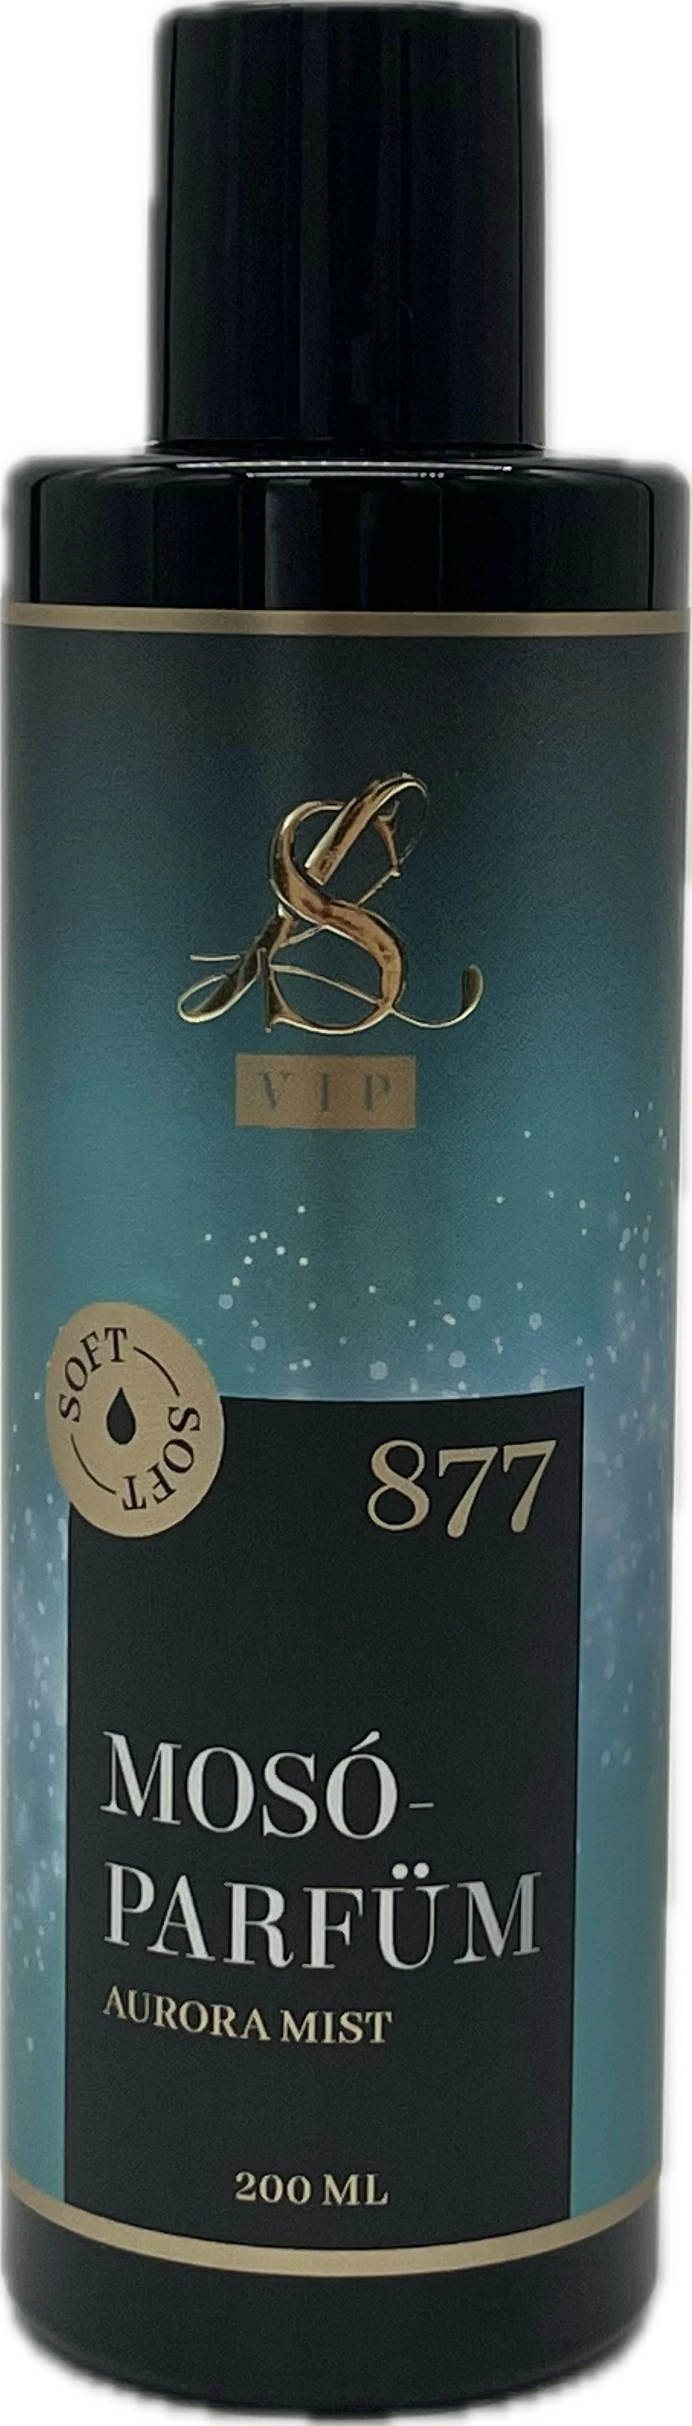 VIP
SOFT
SOFT
877
MOSÓ-
PARFÜM
AURORA MIST
200 ML